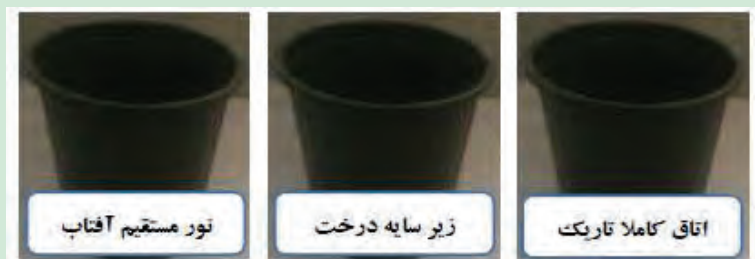 اتاق کاملا تاریک
زیر سایه درخت
نور مستقیم آفتاب